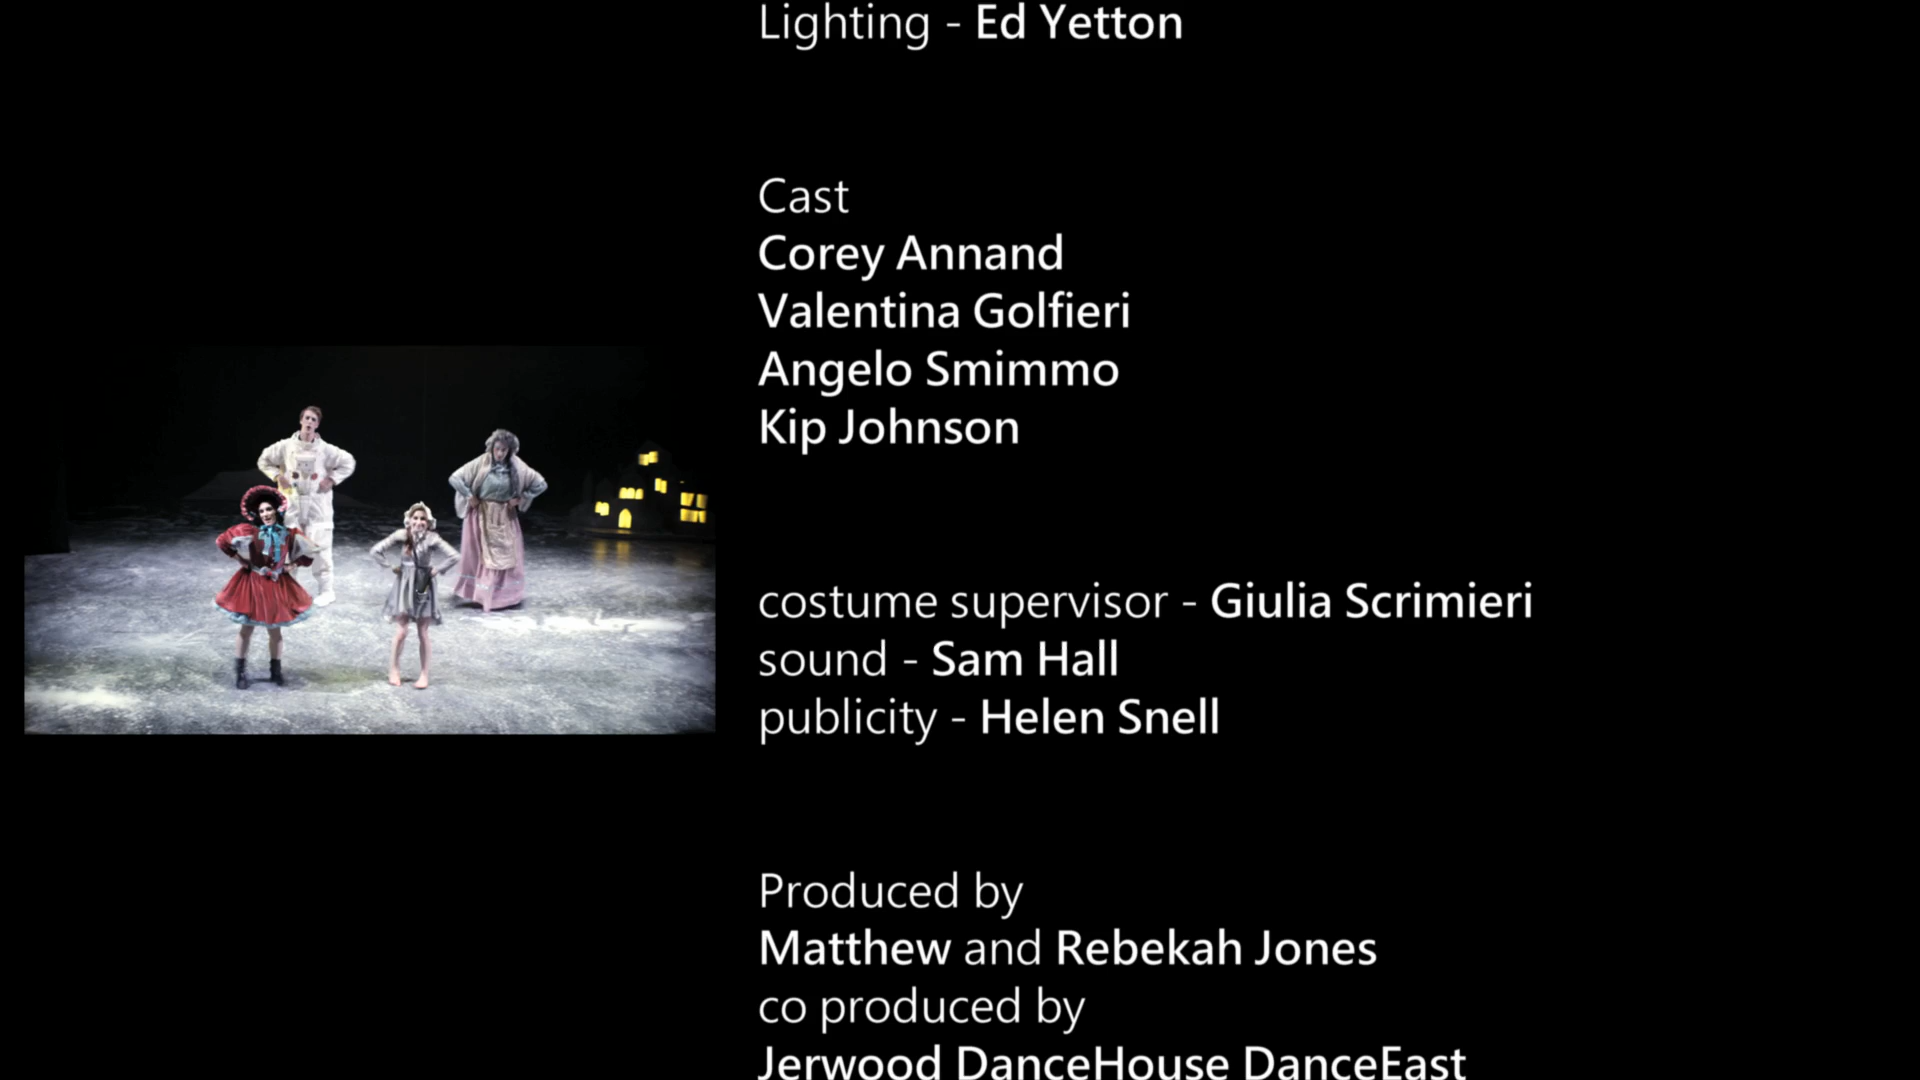 Lighting - Ed Yetton
Cast
Corey Annand
Valentina Golfieri
Angelo Smimmo
Kip Johnson
costume supervisor - Giulia Scrimieri
sound - Sam Hall
publicity - Helen Snell
Produced by
Matthew and Rebekah Jones
co produced by
Jerwood DanceHouse DanceEast